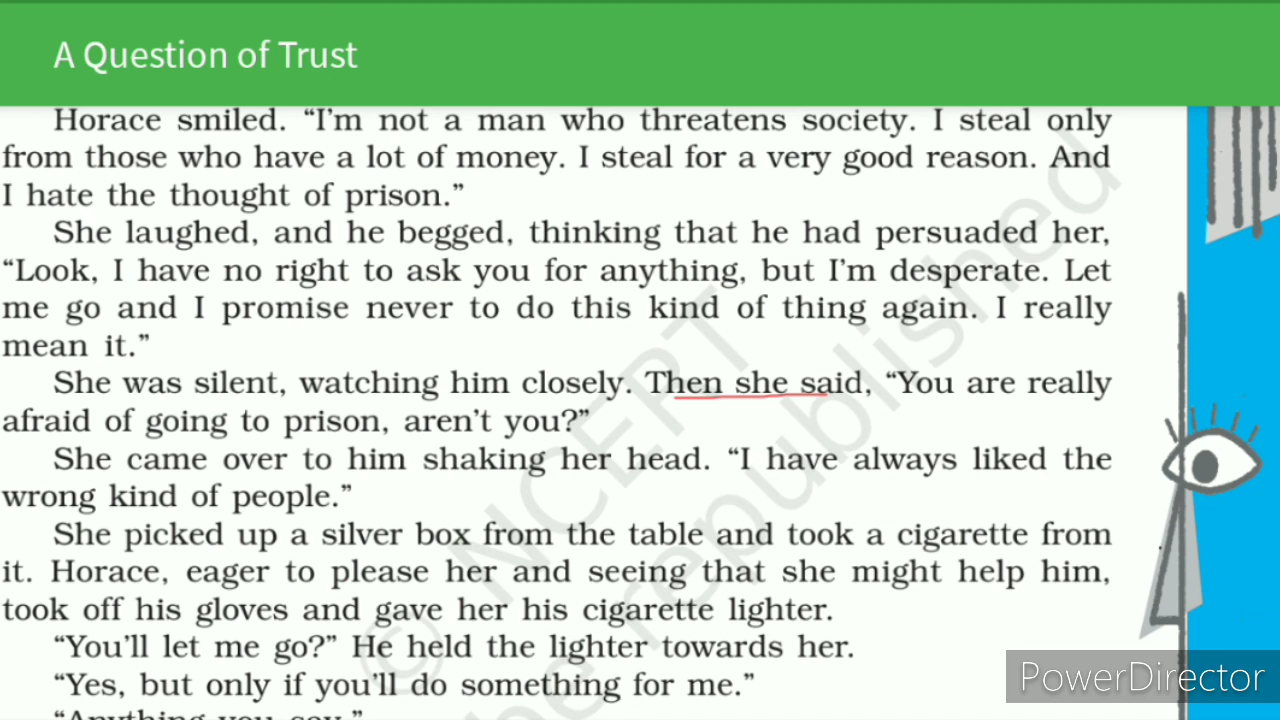 A Question of Trust
Horace smiled. “I'm not a man who threatens society. I steal only
from those who have a lot of money. I steal for a very good reason. And
I hate the thought of prison.”
She laughed, and he begged, thinking that he had persuaded her,
“Look, I have no right to ask you for anything, but I'm desperate. Let
me go and I promise never to do this kind of thing again. I really
mean it.”
She was silent, watching him closely. Then she said, “You are really
afraid of going to prison, aren't you?”
She came over to him shaking her head. “I have always liked the
wrong kind of people.”
She picked up a silver box from the table and took a cigarette from
it. Horace, eager to please her and seeing that she might help him,
took off his gloves and gave her his cigarette lighter.
“You'll let me go?” He held the lighter towards her.
“Yes, but only if you'll do something for me.”
“Anything you say.”
© NCERT
be republished
PowerDirector